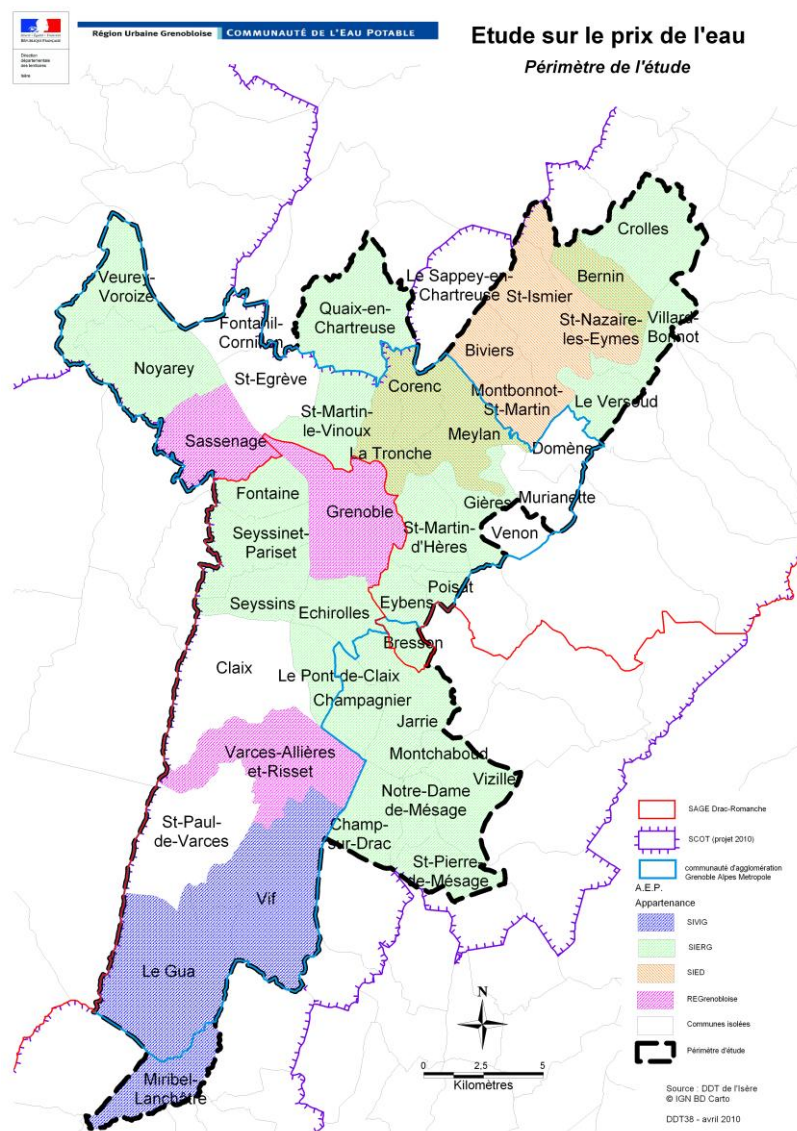 RÉPUBLIQUE FRANÇAISE
Direction
départementale
des territoires
Isère
Région Urbaine Grenobloise
COMMUNAUTÉ DE L'EAU POTABLE
Etude sur le prix de l'eau
Périmètre de l'étude
Crolles
Veurey-
Voroize
Le Sappey-en-
Chartreuse
Bernin
St-Ismier
Quaix-en-
Chartreuse
Fontanil-
Cornillon
St-Nazaire-
les-Eymes
Villard-
Bonnot
Noyarey
Biviers
St-Egrève
Corenc
Montbonnot-
St-Martin
Le Versoud
St-Martin-
le-Vinoux
Meylan
Sassenage
La Tronche
Domène
Fontaine
Gières
Murianette
Grenoble
St-Martin-
d'Hères
Venon
Seyssinet-
Pariset
Poisat
Seyssins
Echirolles
Eybens
Bresson
Claix
Le Pont-de-Claix
Champagnier
Jarrie
Varces-Allières
et-Risset
Montchaboud
Vizille
Notre-Dame
de-Mésage
St-Paul-
de-Varces
Champ-
sur-Drac
St-Pierre
de-Mésage
Vif
Le Gua
Miribel-
Lanchâtre
SAGE Drac-Romanche
SCOT (projet 2010)
communauté d'agglomération
Grenoble Alpes Metropole
A.E.P.
Appartenance
SIVIG
SIERG
SIED
REGrenobloise
Communes isolées
Périmètre d'étude
N
0 2,5 5
Kilomètres
Source : DDT de l'Isère
© IGN BD Carto
DDT38 - avril 2010